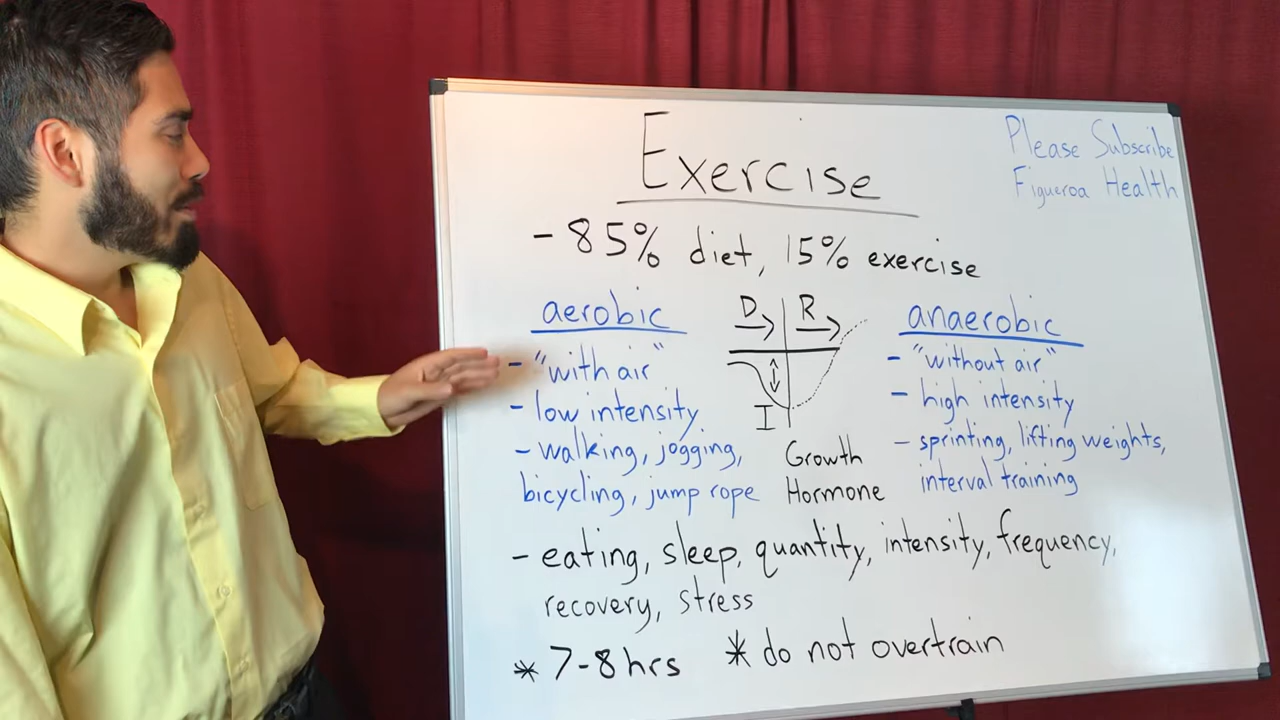 Exercise
Please Subscribe
Figueroa Health
- 85% diet, 15% exercise
aerobic
- "with air"
- low intensity
- walking, jogging,
bicycling, jump rope
D R
I
Growth
Hormone
anaerobic
- "without air"
- high intensity
- sprinting, lifting weights,
interval training
- eating, sleep, quantity, intensity, frequency,
recovery, stress
* 7-8 hrs * do not overtrain